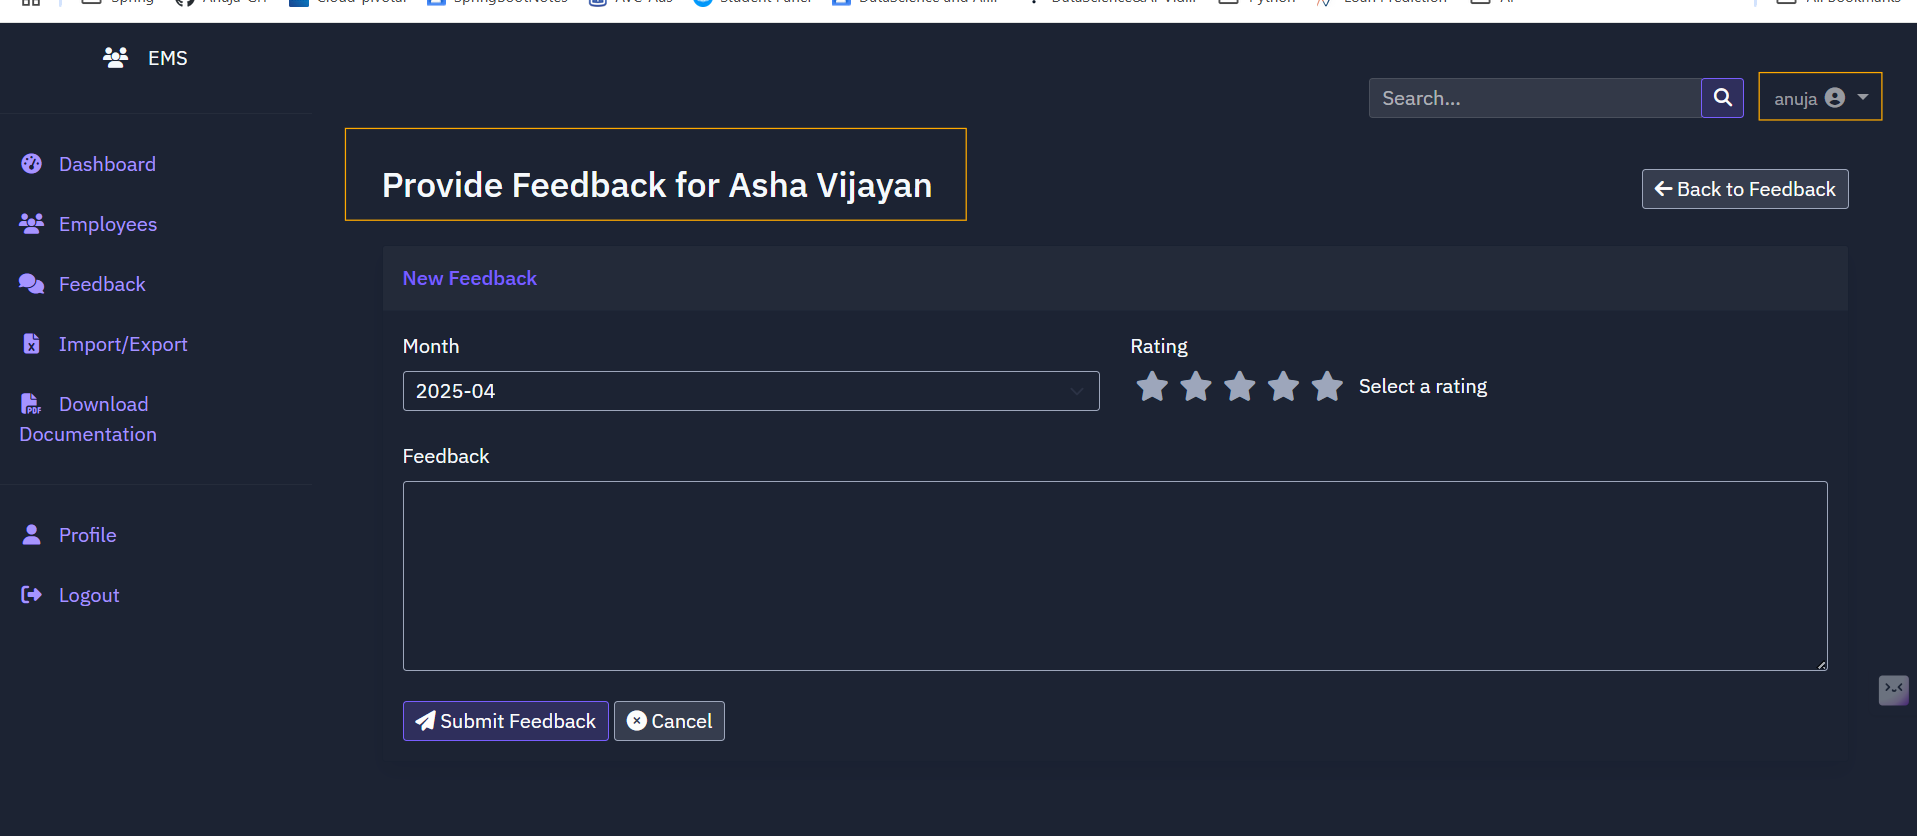 EMS
Search...
anuja
Dashboard
Provide Feedback for Asha Vijayan
Back to Feedback
Employees
Feedback
New Feedback
Import/Export
Month
Rating
2025-04
Select a rating
Download
Documentation
Feedback
Profile
Logout
Submit Feedback
Cancel